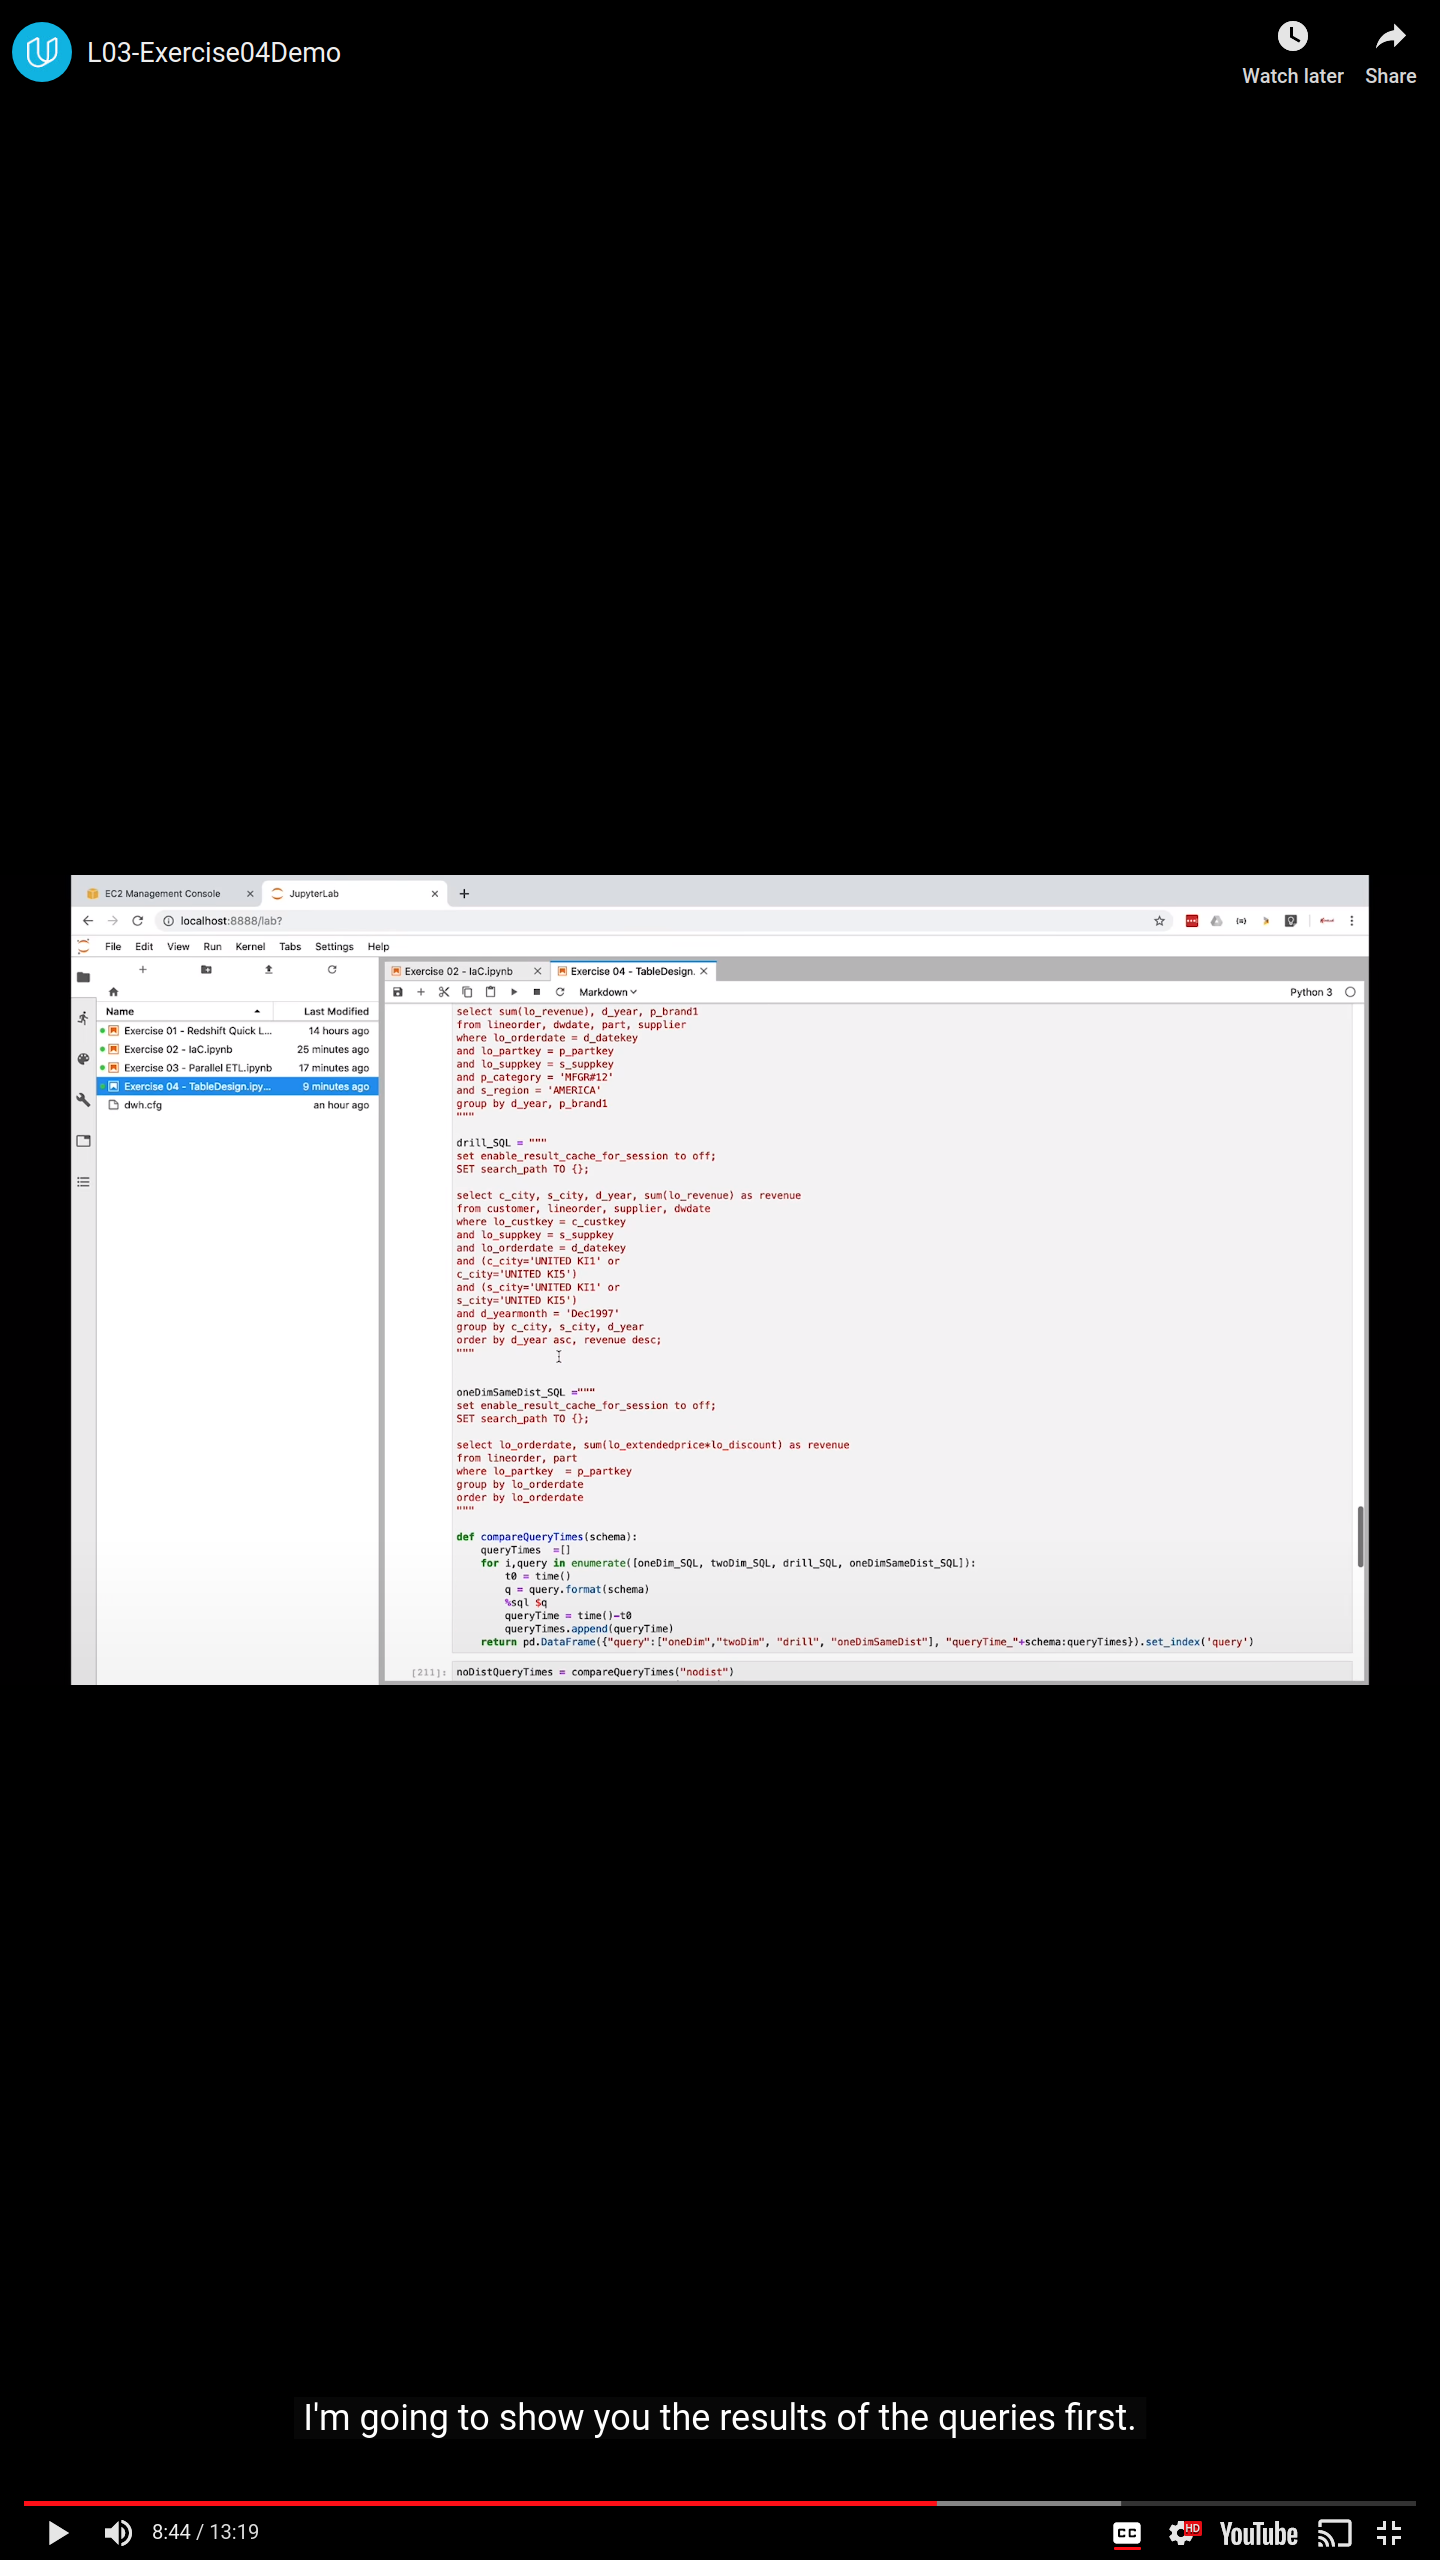 L03-Exercise04Demo
Watch later
Share
EC2 Management Console
JupyterLab
localhost:8888/lab?
File Edit View Run Kernel Tabs Settings Help
Exercise 02 - IaC.ipynb
Exercise 04 - TableDesign.
Markdown
Python 3
Name Last Modified
Exercise 01 - Redshift Quick L... 14 hours ago
Exercise 02 - IaC.ipynb 25 minutes ago
Exercise 03 - Parallel ETL.ipynb 17 minutes ago
Exercise 04 - TableDesign.ipy... 9 minutes ago
dwh.cfg an hour ago
select sum(lo_revenue), d_year, p_brand1
from lineorder, dwdate, part, supplier
where lo_orderdate = d_datekey
and lo_partkey = p_partkey
and lo_suppkey = s_suppkey
and p_category = 'MFGR#12'
and s_region = 'AMERICA'
group by d_year, p_brand1
"""
drill_SQL = """
set enable_result_cache_for_session to off;
SET search_path TO {};
select c_city, s_city, d_year, sum(lo_revenue) as revenue
from customer, lineorder, supplier, dwdate
where lo_custkey = c_custkey
and lo_suppkey = s_suppkey
and lo_orderdate = d_datekey
and (c_city='UNITED KI1' or
c_city='UNITED KI5')
and (s_city='UNITED KI1' or
s_city='UNITED KI5')
and d_yearmonth = 'Dec1997'
group by c_city, s_city, d_year
order by d_year asc, revenue desc;
"""
oneDimSameDist_SQL ="""
set enable_result_cache_for_session to off;
SET search_path TO {};
select lo_orderdate, sum(lo_extendedprice*lo_discount) as revenue
from lineorder, part
where lo_partkey  = p_partkey
group by lo_orderdate
order by lo_orderdate
"""
def compareQueryTimes(schema):
    queryTimes  =[]
    for i,query in enumerate([oneDim_SQL, twoDim_SQL, drill_SQL, oneDimSameDist_SQL]):
        t0 = time()
        q = query.format(schema)
        %sql $q
        queryTime = time()-t0
        queryTimes.append(queryTime)
    return pd.DataFrame({"query":["oneDim","twoDim", "drill", "oneDimSameDist"], "queryTime_"+schema:queryTimes}).set_index('query')
[211]: noDistQueryTimes = compareQueryTimes("nodist")
I'm going to show you the results of the queries first.
8:44 / 13:19
CC
HD
YouTube